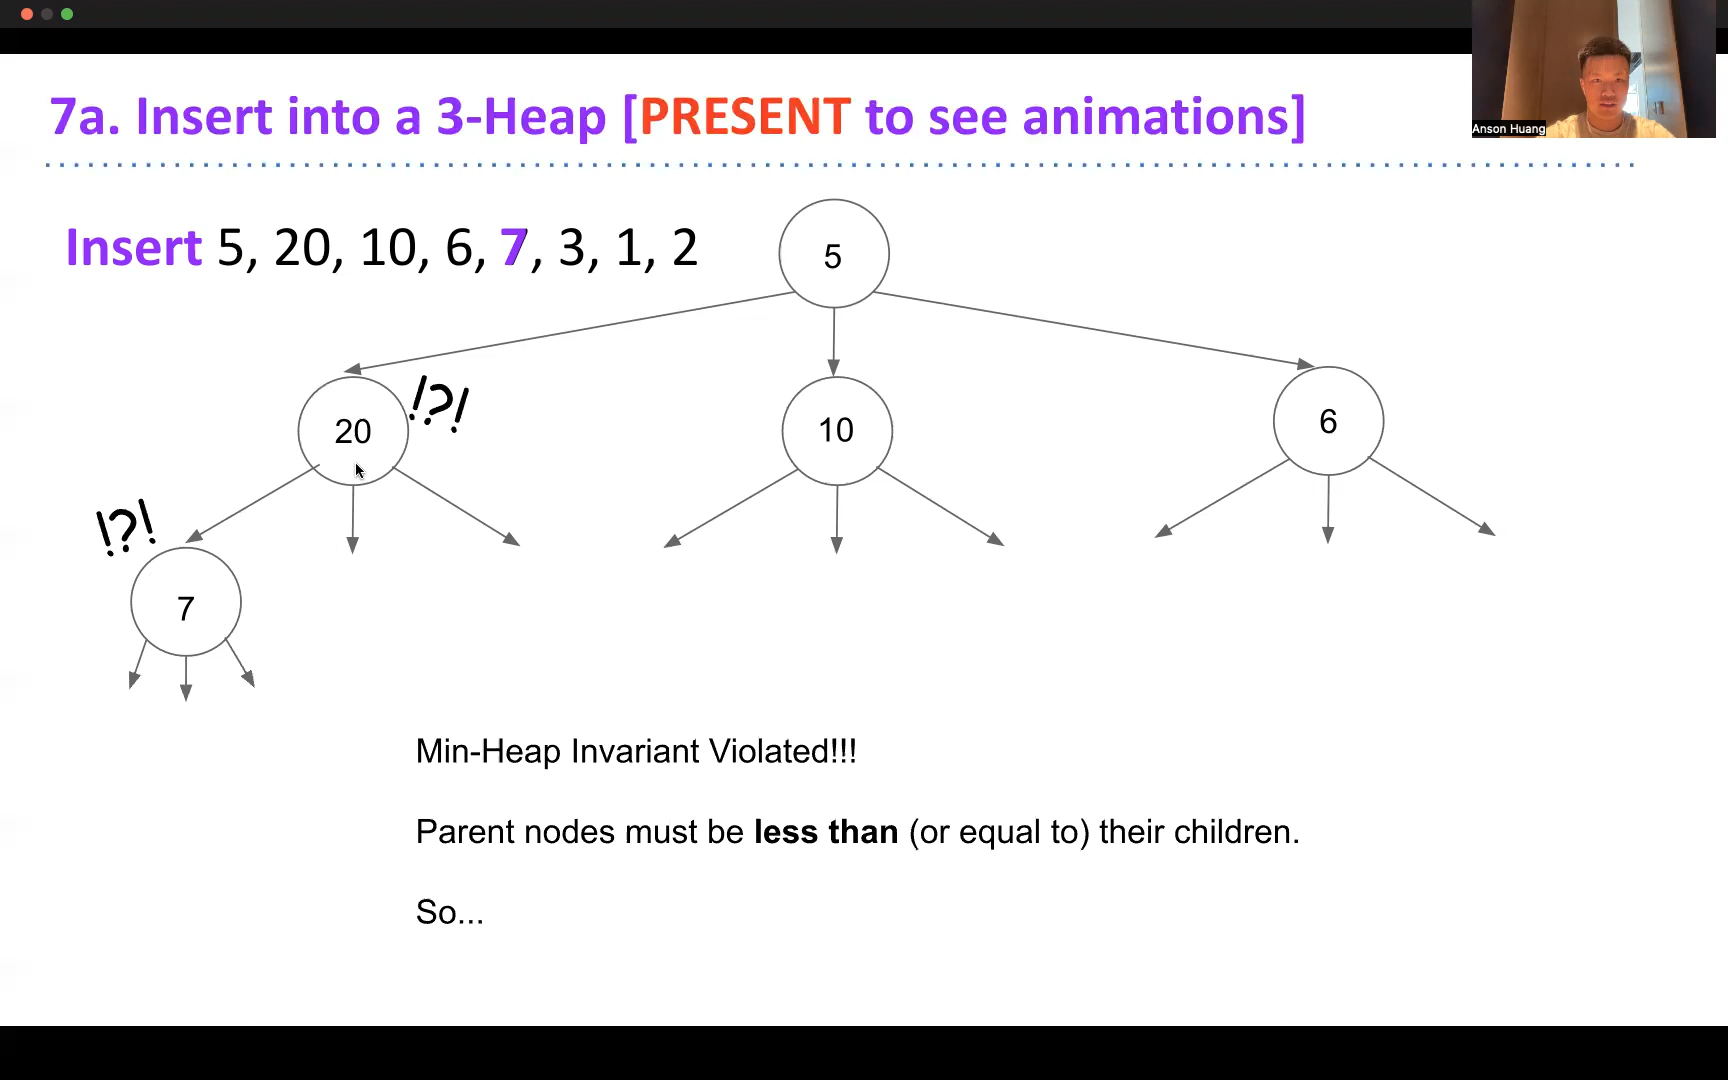 7a. Insert into a 3-Heap [PRESENT to see animations]
Anson Huang
Insert 5, 20, 10, 6, 7, 3, 1, 2
5
20
!?!
10
6
!?!
7
Min-Heap Invariant Violated!!!
Parent nodes must be less than (or equal to) their children.
So...